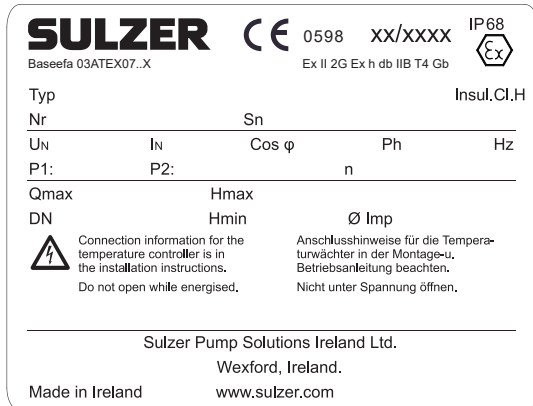 SULZER CE 0598 xx/xxxx IP68
Baseefa 03ATEX07..X Ex II 2G Ex h db IIB T4 Gb Ex
Typ Insul.Cl.H
Nr Sn
UN IN Cos φ Ph Hz
P1: P2: n
Qmax Hmax
DN Hmin Ø Imp
Connection information for the
temperature controller is in
the installation instructions.
Do not open while energised.
Anschlusshinweise für die Tempera-
turwächter in der Montage-u.
Betriebsanleitung beachten.
Nicht unter Spannung öffnen.
Sulzer Pump Solutions Ireland Ltd.
Wexford, Ireland.
Made in Ireland www.sulzer.com